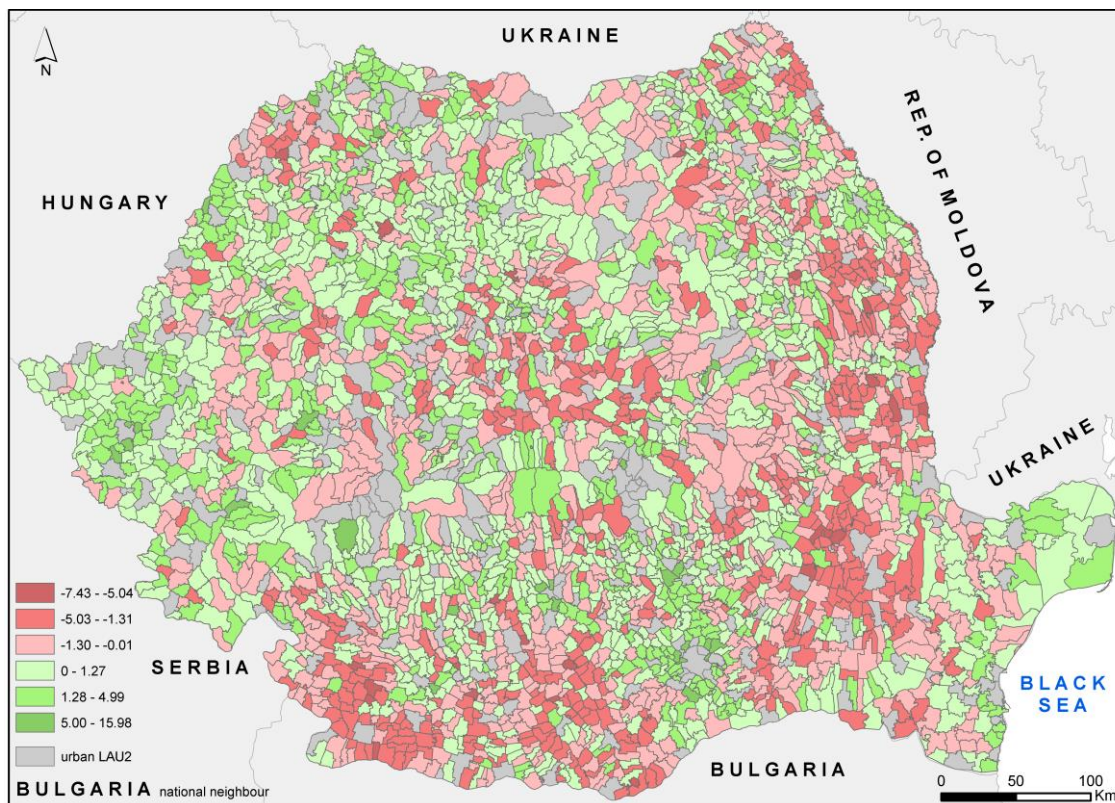 UKRAINE
N
REP. OF MOLDOVA
HUNGARY
UKRAINE
-7.43 - -5.04
-5.03 - -1.31
-1.30 - -0.01
0 - 1.27
1.28 - 4.99
5.00 - 15.98
urban LAU2
BULGARIA national neighbour
SERBIA
BLACK
SEA
BULGARIA
0 50 100
Km